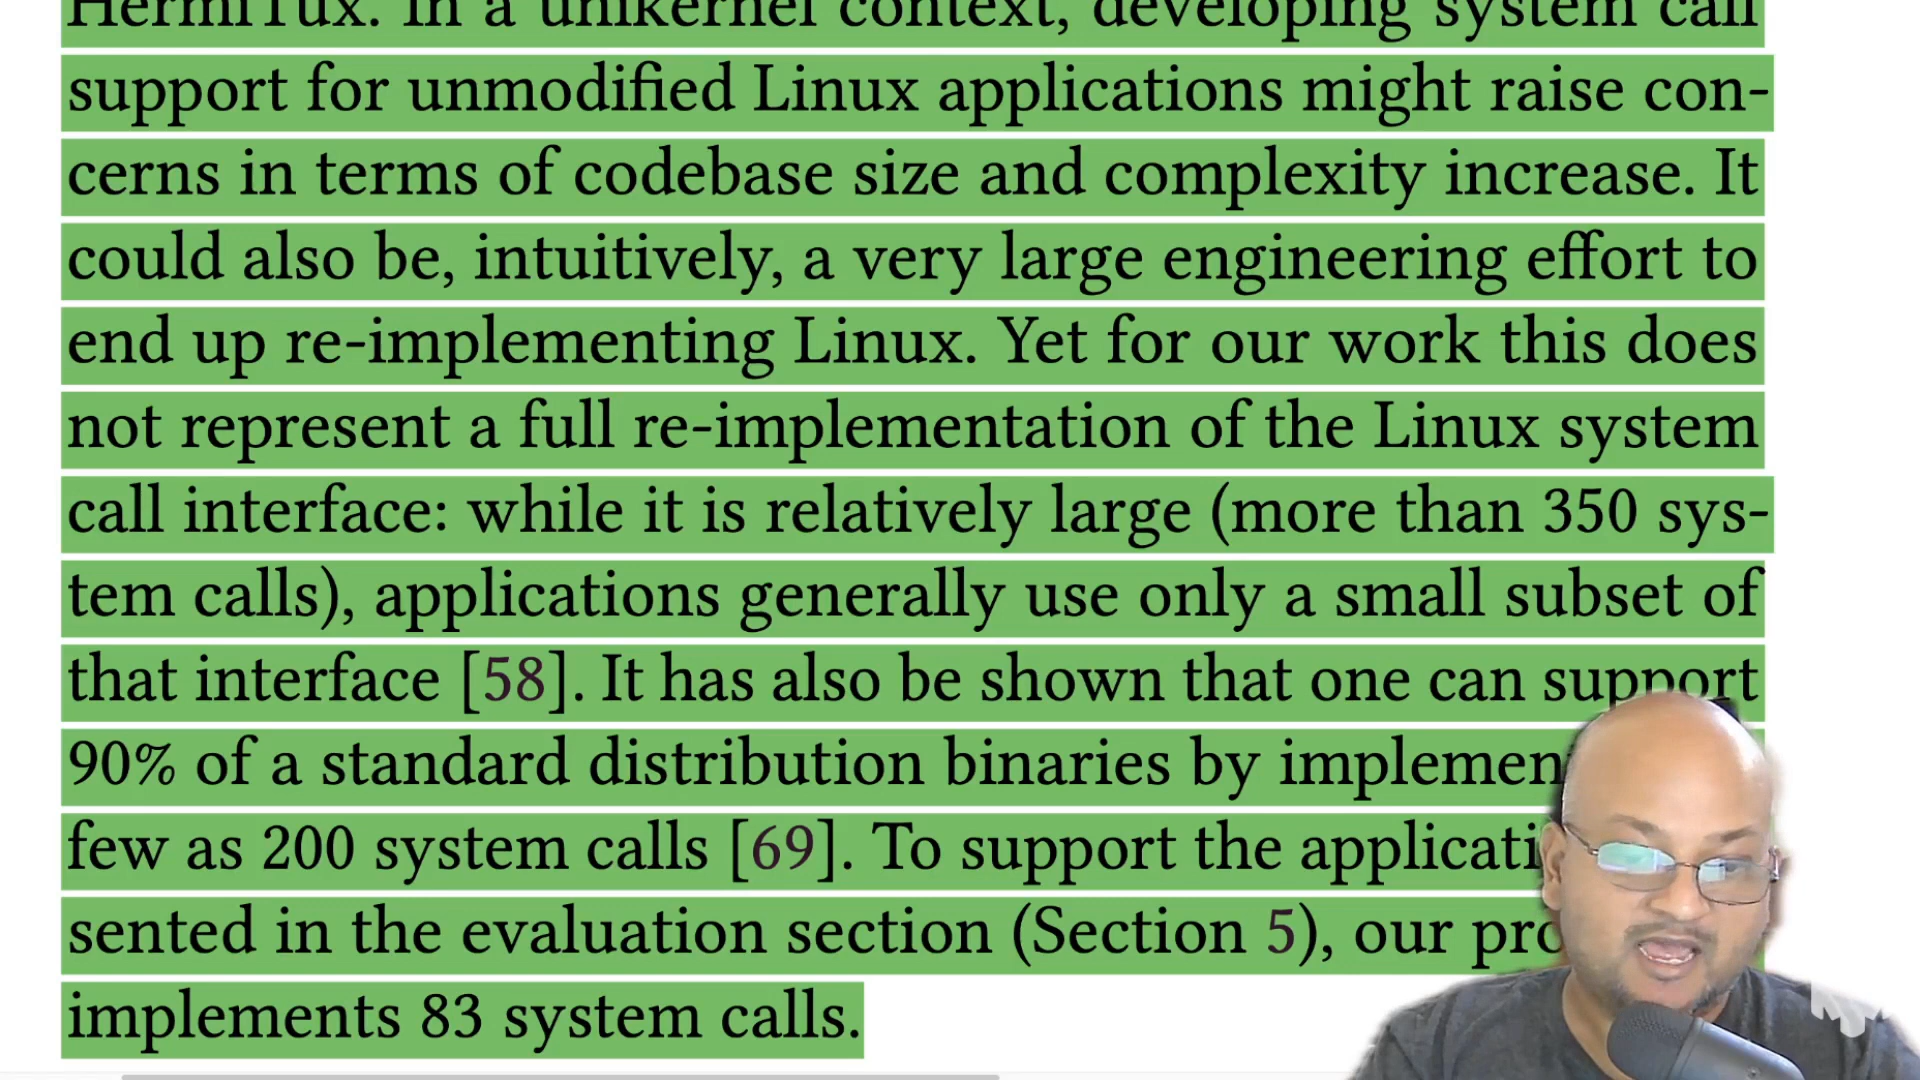 HermiTux. In a unikernel context, developing system call
support for unmodified Linux applications might raise con-
cerns in terms of codebase size and complexity increase. It
could also be, intuitively, a very large engineering effort to
end up re-implementing Linux. Yet for our work this does
not represent a full re-implementation of the Linux system
call interface: while it is relatively large (more than 350 sys-
tem calls), applications generally use only a small subset of
that interface [58]. It has also be shown that one can support
90% of a standard distribution binaries by implemen
few as 200 system calls [69]. To support the applicati
sented in the evaluation section (Section 5), our pro
implements 83 system calls.